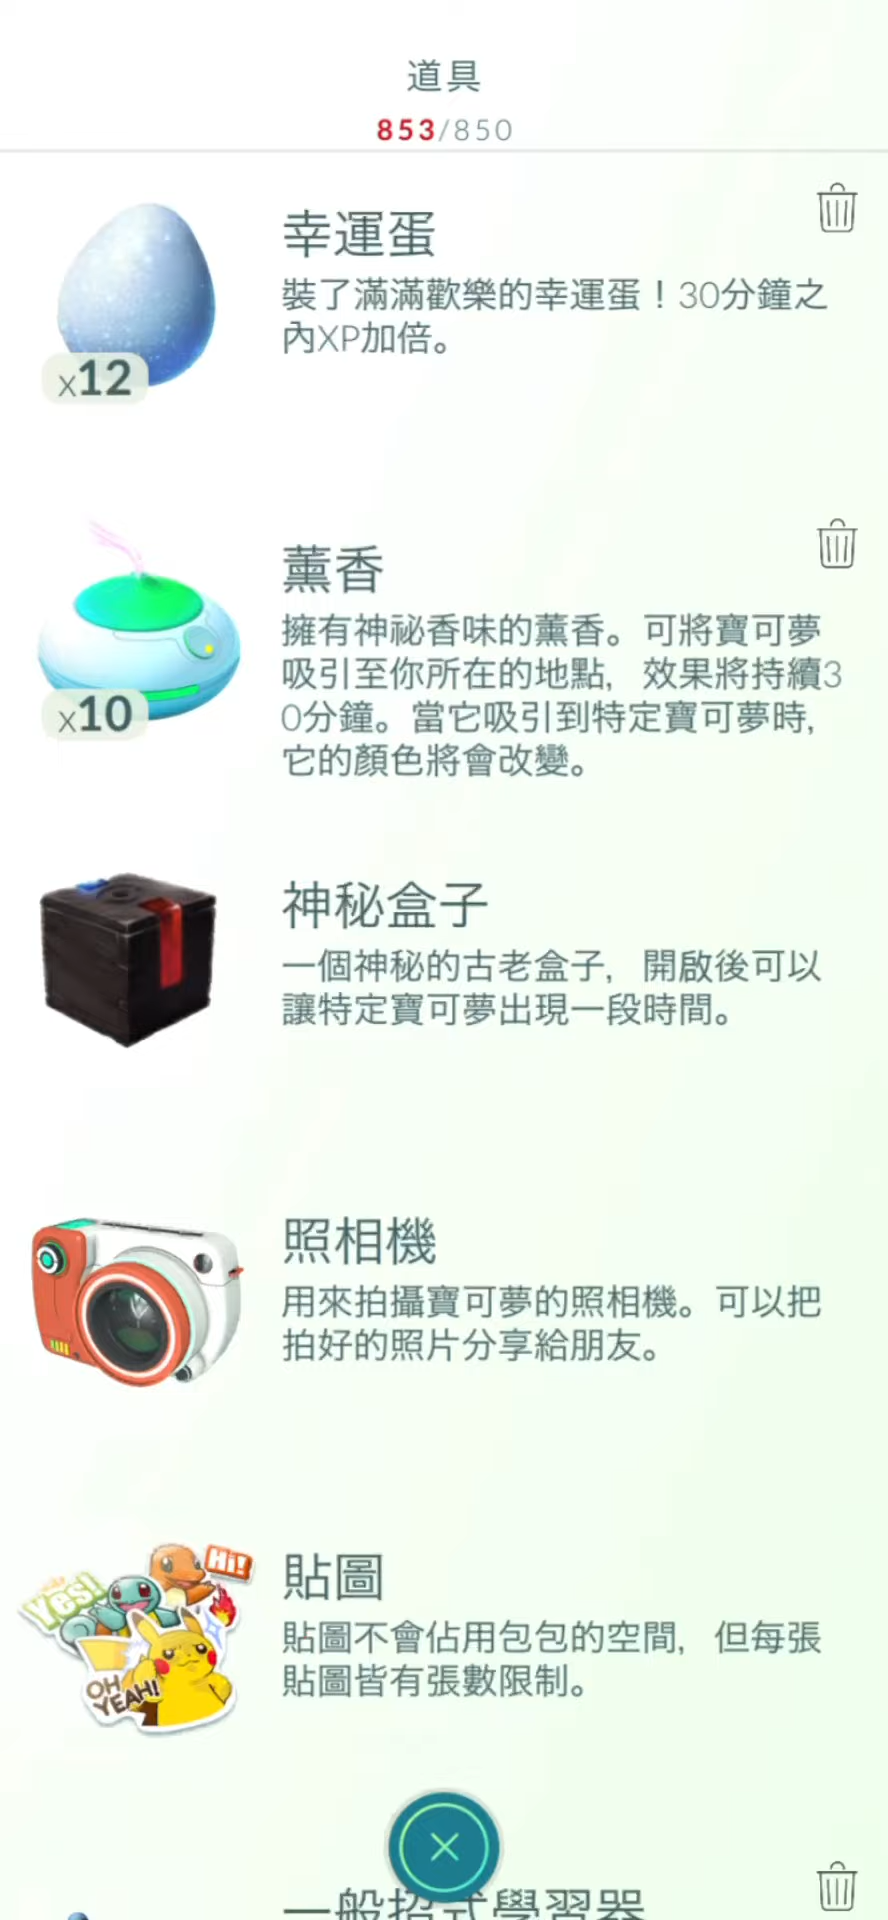 道具
853/850
幸運蛋
裝了滿滿歡樂的幸運蛋！30分鐘之
內XP加倍。
x12
薰香
擁有神祕香味的薰香。可將寶可夢
吸引至你所在的地點，效果將持續3
0分鐘。當它吸引到特定寶可夢時，
它的顏色將會改變。
x10
神秘盒子
一個神秘的古老盒子，開啟後可以
讓特定寶可夢出現一段時間。
照相機
用來拍攝寶可夢的照相機。可以把
拍好的照片分享給朋友。
Yes!
Hi!
OH
YEAH!
貼圖
貼圖不會佔用包包的空間，但每張
貼圖皆有張數限制。
一般招式學習器